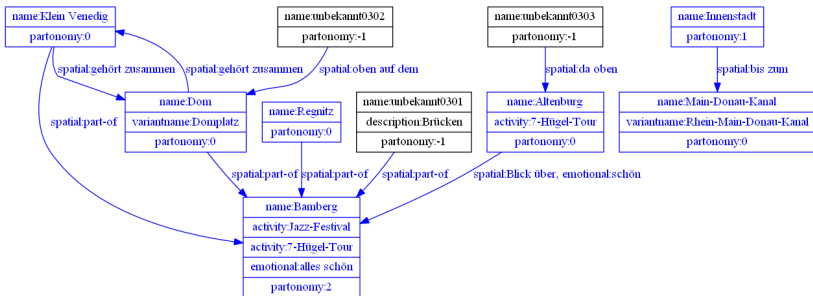 name:Klein Venedig
partonomy:0
name:unbekannt0302
partonomy:-1
name:unbekannt0303
partonomy:-1
name:Innenstadt
partonomy:1
spatial:gehört zusammen
spatial:gehört zusammen
spatial:oben auf dem
spatial:da oben
spatial:bis zum
name:Dom
variantname:Domplatz
partonomy:0
name:Regnitz
partonomy:0
name:unbekannt0301
description:Brücken
partonomy:-1
name:Altenburg
activity:7-Hügel-Tour
partonomy:0
name:Main-Donau-Kanal
variantname:Rhein-Main-Donau-Kanal
partonomy:0
spatial:part-of
spatial:part-of
spatial:part-of
spatial:part-of
spatial:Blick über, emotional:schön
name:Bamberg
activity:Jazz-Festival
activity:7-Hügel-Tour
emotional:alles schön
partonomy:2